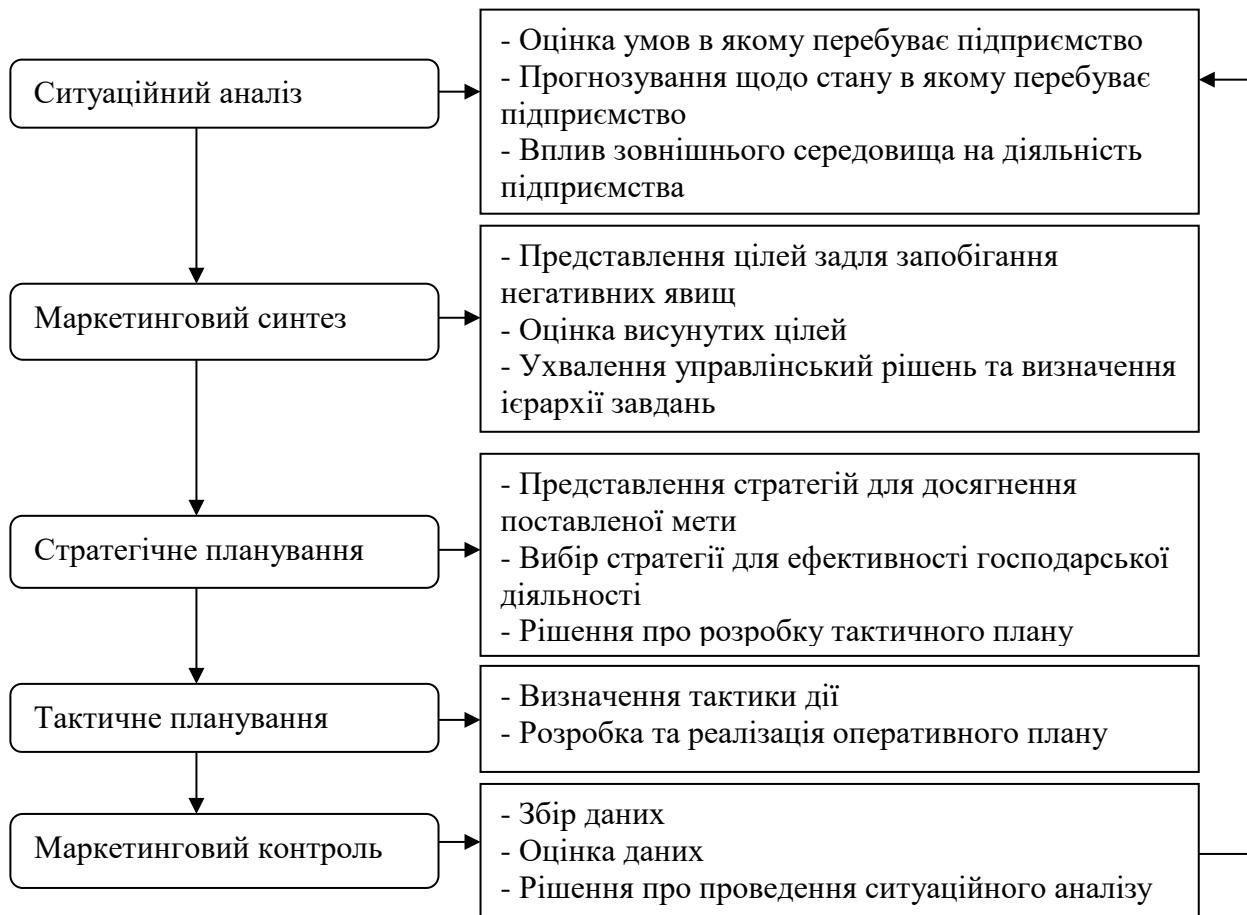 Ситуаційний аналіз
- Оцінка умов в якому перебуває підприємство
- Прогнозування щодо стану в якому перебуває
підприємство
- Вплив зовнішнього середовища на діяльність
підприємства
Маркетинговий синтез
- Представлення цілей задля запобігання
негативних явищ
- Оцінка висунутих цілей
- Ухвалення управлінський рішень та визначення
ієрархії завдань
Стратегічне планування
- Представлення стратегій для досягнення
поставленої мети
- Вибір стратегії для ефективності господарської
діяльності
- Рішення про розробку тактичного плану
Тактичне планування
- Визначення тактики дії
- Розробка та реалізація оперативного плану
Маркетинговий контроль
- Збір даних
- Оцінка даних
- Рішення про проведення ситуаційного аналізу